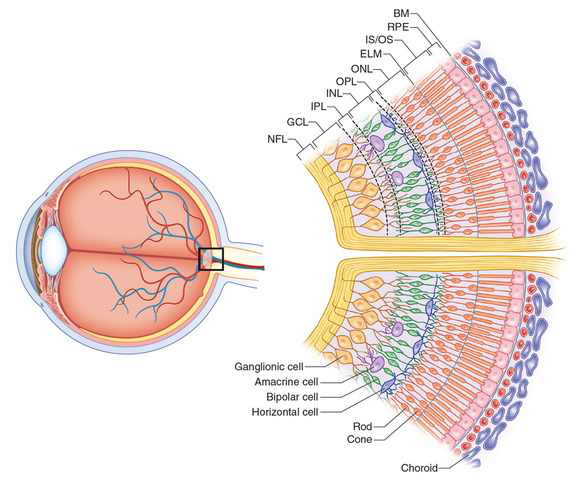 BM
RPE
IS/OS
ELM
ONL
OPL
INL
IPL
GCL
NFL
Ganglionic cell
Amacrine cell
Bipolar cell
Horizontal cell
Rod
Cone
Choroid